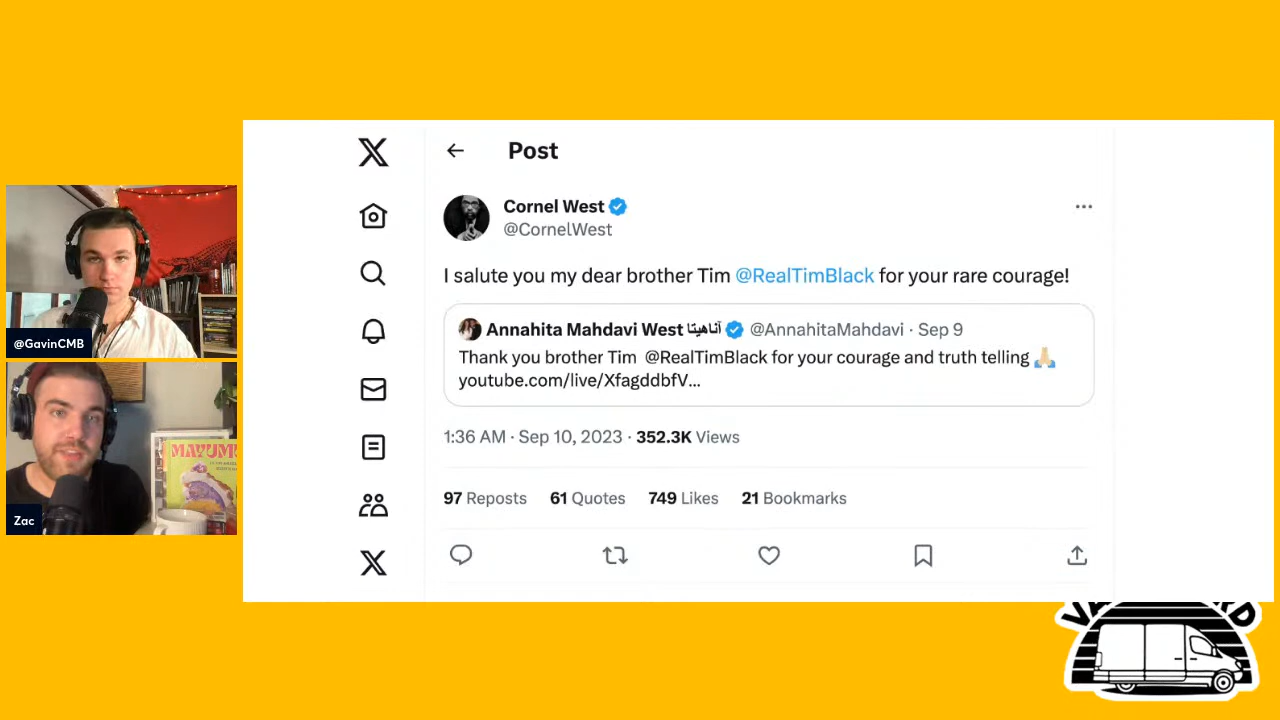 Post
Cornel West
@CornelWest
I salute you my dear brother Tim @RealTimBlack for your rare courage!
Annahita Mahdavi West آناهیتا @AnnahitaMahdavi · Sep 9
Thank you brother Tim @RealTimBlack for your courage and truth telling 🙏🏼
youtube.com/live/XfagddbfV...
1:36 AM · Sep 10, 2023 · 352.3K Views
97 Reposts 61 Quotes 749 Likes 21 Bookmarks
@GavinCMB
Zac